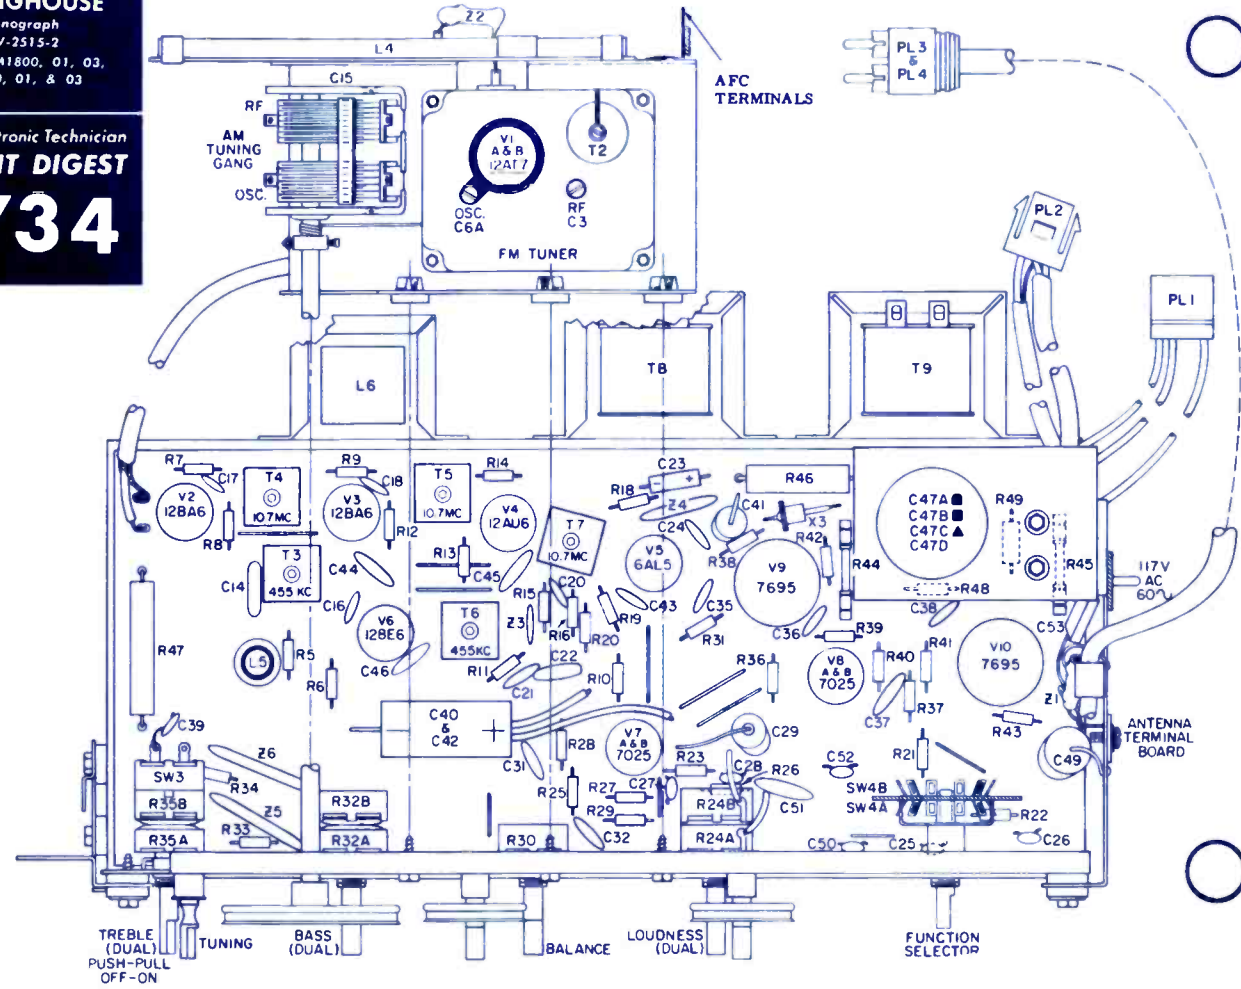 Z2
L4
C15
RF
AM
TUNING
GANG
OSC.
V1
A & B
12AT7
T2
OSC.
C6A
RF
C3
FM TUNER
AFC
TERMINALS
PL3
&
PL4
PL2
PL1
tronic Technician
IT DIGEST
34
nograph
V-2515-2
, 01, & 03
L6
T8
T9
R7
C17
T4
10.7MC
R9
C18
T5
10.7MC
R14
C23
R46
V2
12BA6
R8
V3
12BA6
R12
V4
12AU6
R18
Z4
C41
X3
C47A
C47B
C47C
C47D
R49
T3
455 KC
C14
C44
R13
C45
T7
10.7MC
C24
R38
R42
V5
6AL5
V9
7695
R44
R45
R48
117V
AC
60~
C16
V6
12BE6
T6
455KC
R15
C20
Z3
R16
R20
R19
C43
C35
R31
C36
R39
C38
C53
R47
L5
R5
R6
C46
R11
C21
C22
R10
R36
V8
A & B
7025
R40
R41
V10
7695
C37
R37
Z1
R43
C39
C40
&
C42
R28
C31
V7
A & B
7025
C29
R21
C49
ANTENNA
TERMINAL
BOARD
SW3
R34
Z6
Z5
R35B
R35A
R33
R32B
R32A
R30
R25
R27
R29
C32
C27
R23
C28
R26
R24B
R24A
C51
C52
SW4B
SW4A
R22
C50
C25
C26
TREBLE
(DUAL)
PUSH-PULL
OFF-ON
TUNING
BASS
(DUAL)
BALANCE
LOUDNESS
(DUAL)
FUNCTION
SELECTOR